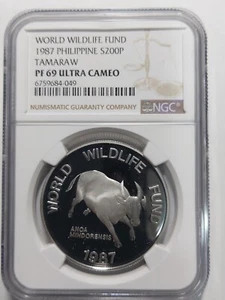 WORLD WILDLIFE FUND
1987 PHILIPPINE S200P
TAMARAW
PF 69 ULTRA CAMEO
6759684-049
NUMISMATIC GUARANTY COMPANY
NGC
WORLD WILDLIFE FUND
ANOA
MINDORENSIS
1987